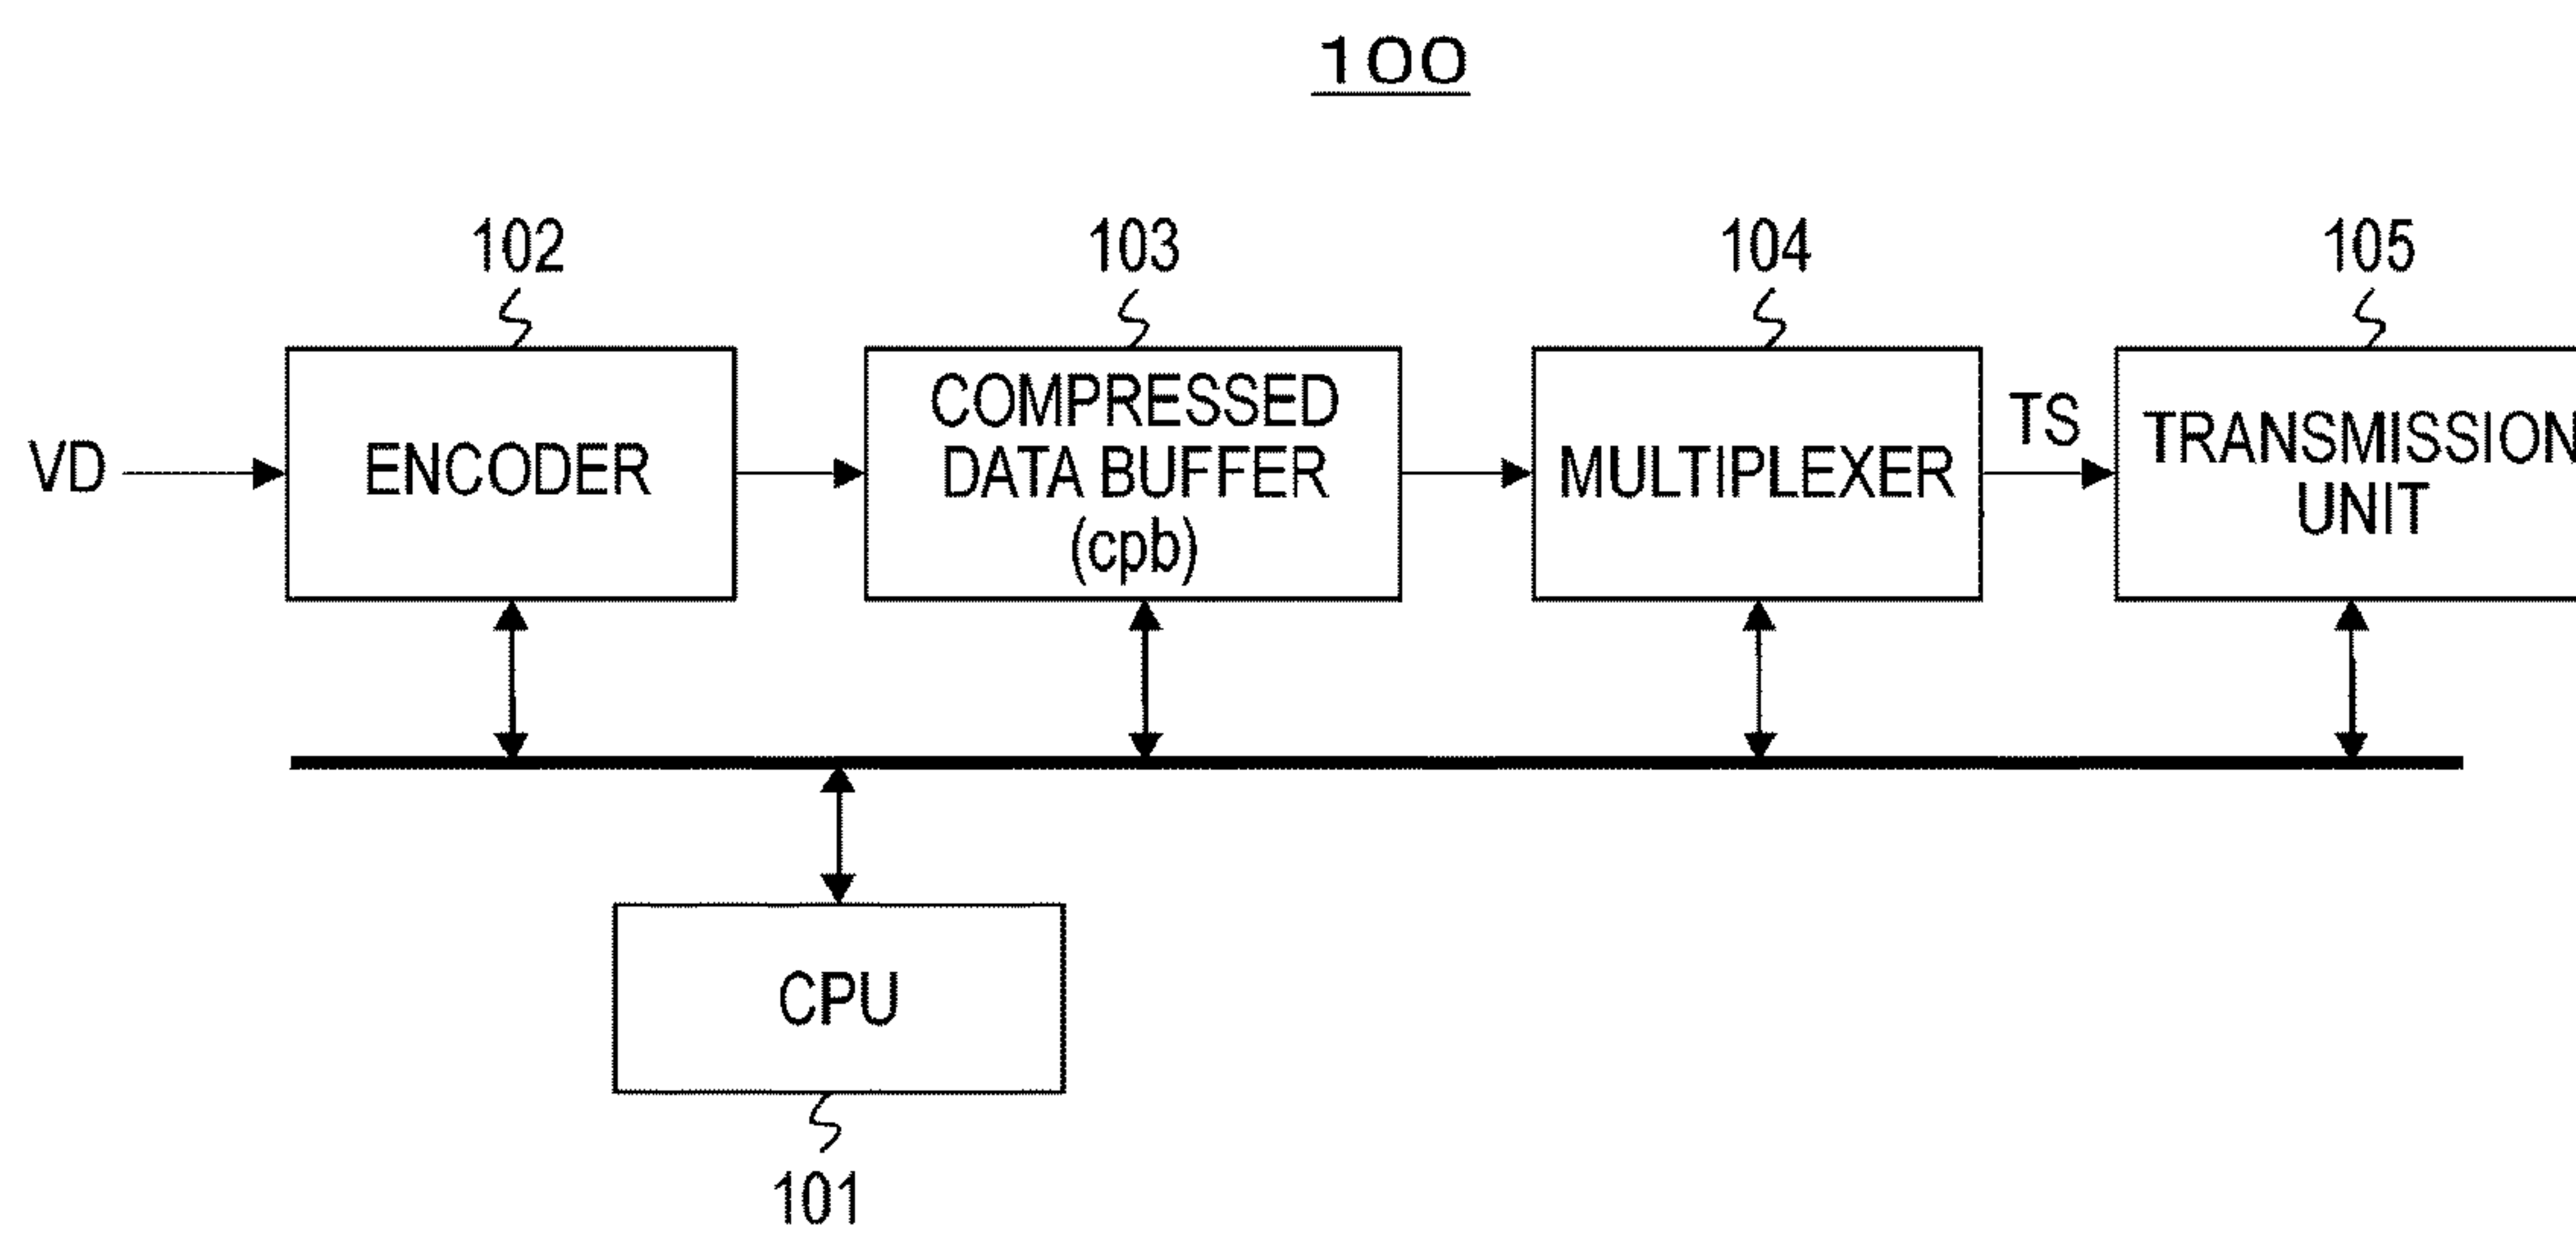 100
102
103
104
105
VD
ENCODER
COMPRESSED
DATA BUFFER
(cpb)
MULTIPLEXER
TS
TRANSMISSION
UNIT
CPU
101